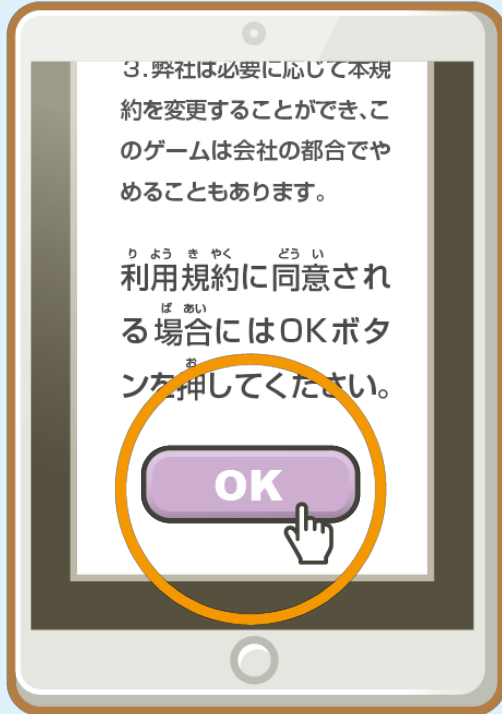 3.弊社は必要に応じて本規
約を変更することができ、こ
のゲームは会社の都合でや
めることもあります。
りようきやく どうい
利用規約に同意され
ばあい
る場合にはOKボタ
お
ンを押してください。
OK